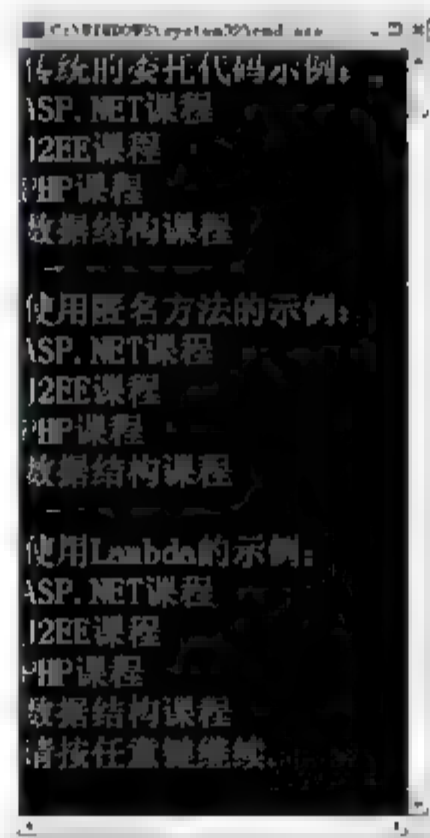 C:\WINDOWS\system32\cmd.exe
传统的委托代码示例:
ASP.NET课程
J2EE课程
PHP课程
数据结构课程
使用匿名方法的示例:
ASP.NET课程
J2EE课程
PHP课程
数据结构课程
使用Lambda的示例:
ASP.NET课程
J2EE课程
PHP课程
数据结构课程
请按任意键继续.